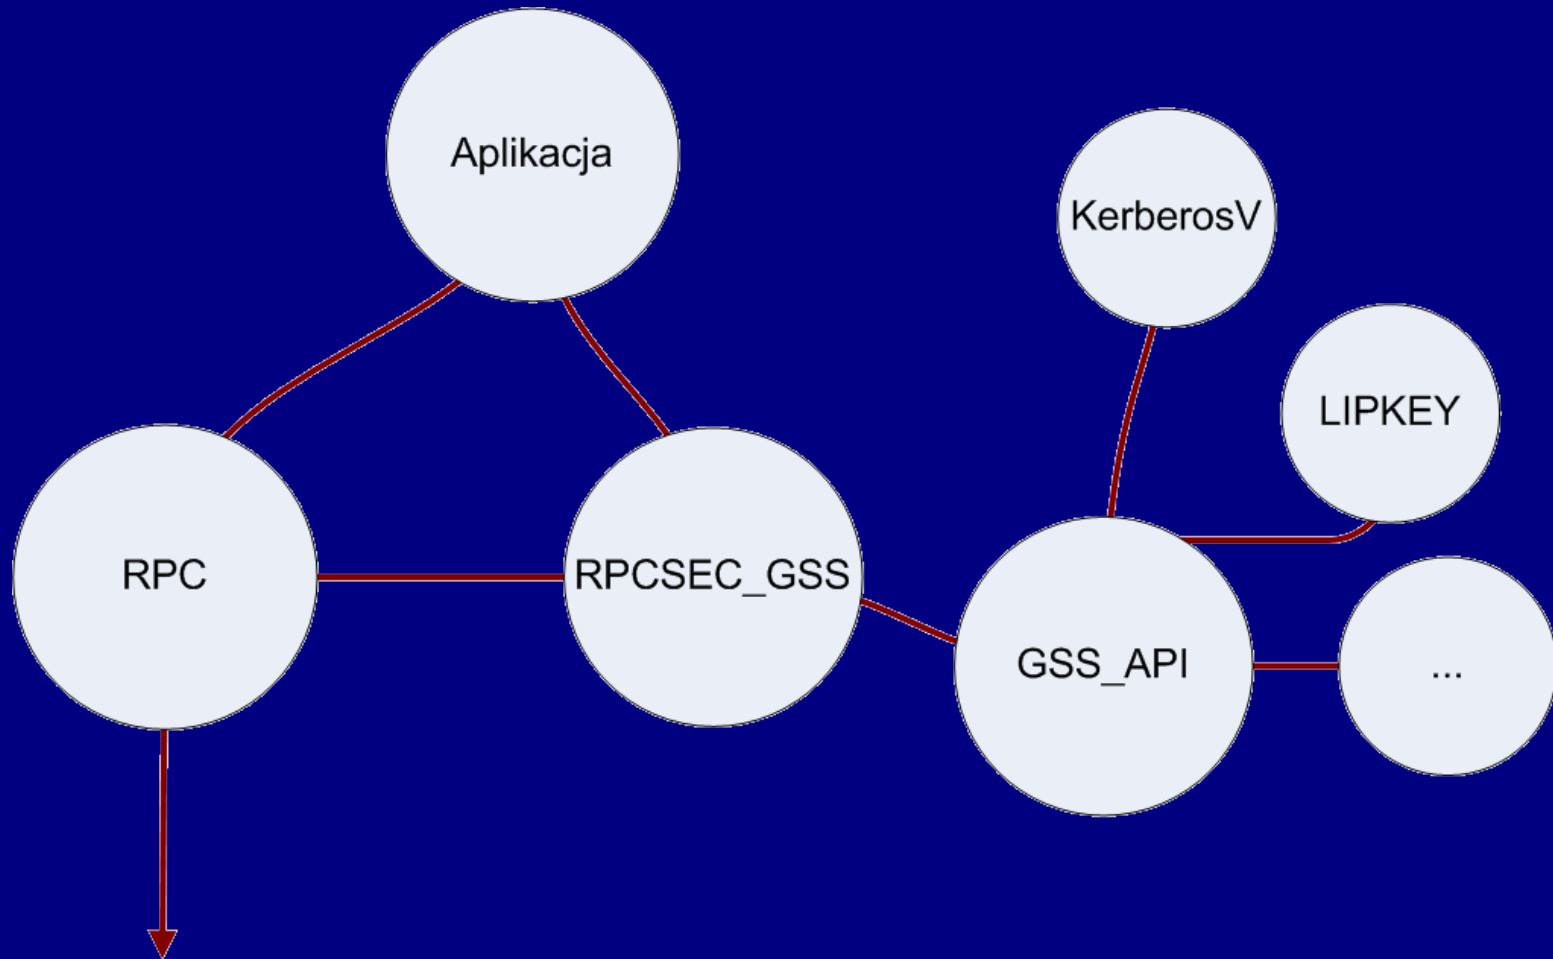 Aplikacja
KerberosV
LIPKEY
RPC
RPCSEC_GSS
GSS_API
...